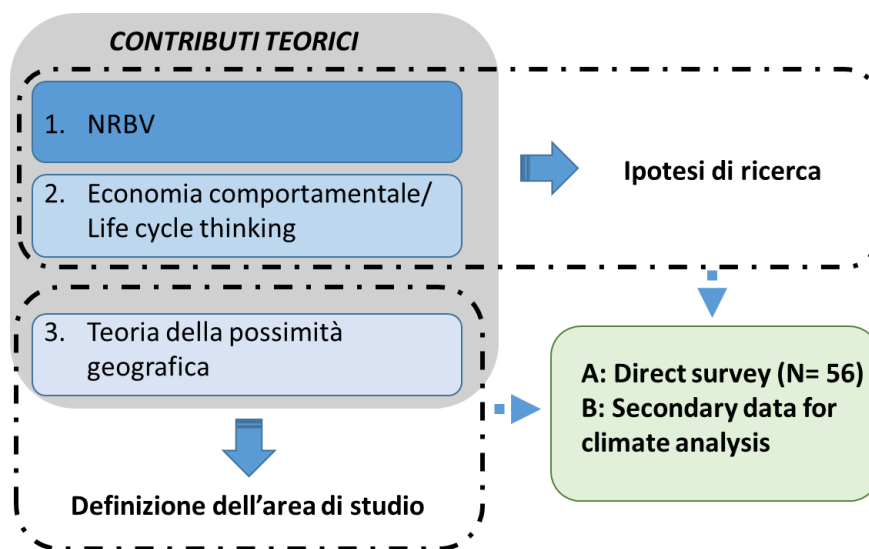 CONTRIBUTI TEORICI
1. NRBV
2. Economia comportamentale/
Life cycle thinking
Ipotesi di ricerca
3. Teoria della possimità
geografica
A: Direct survey (N= 56)
B: Secondary data for
climate analysis
Definizione dell'area di studio